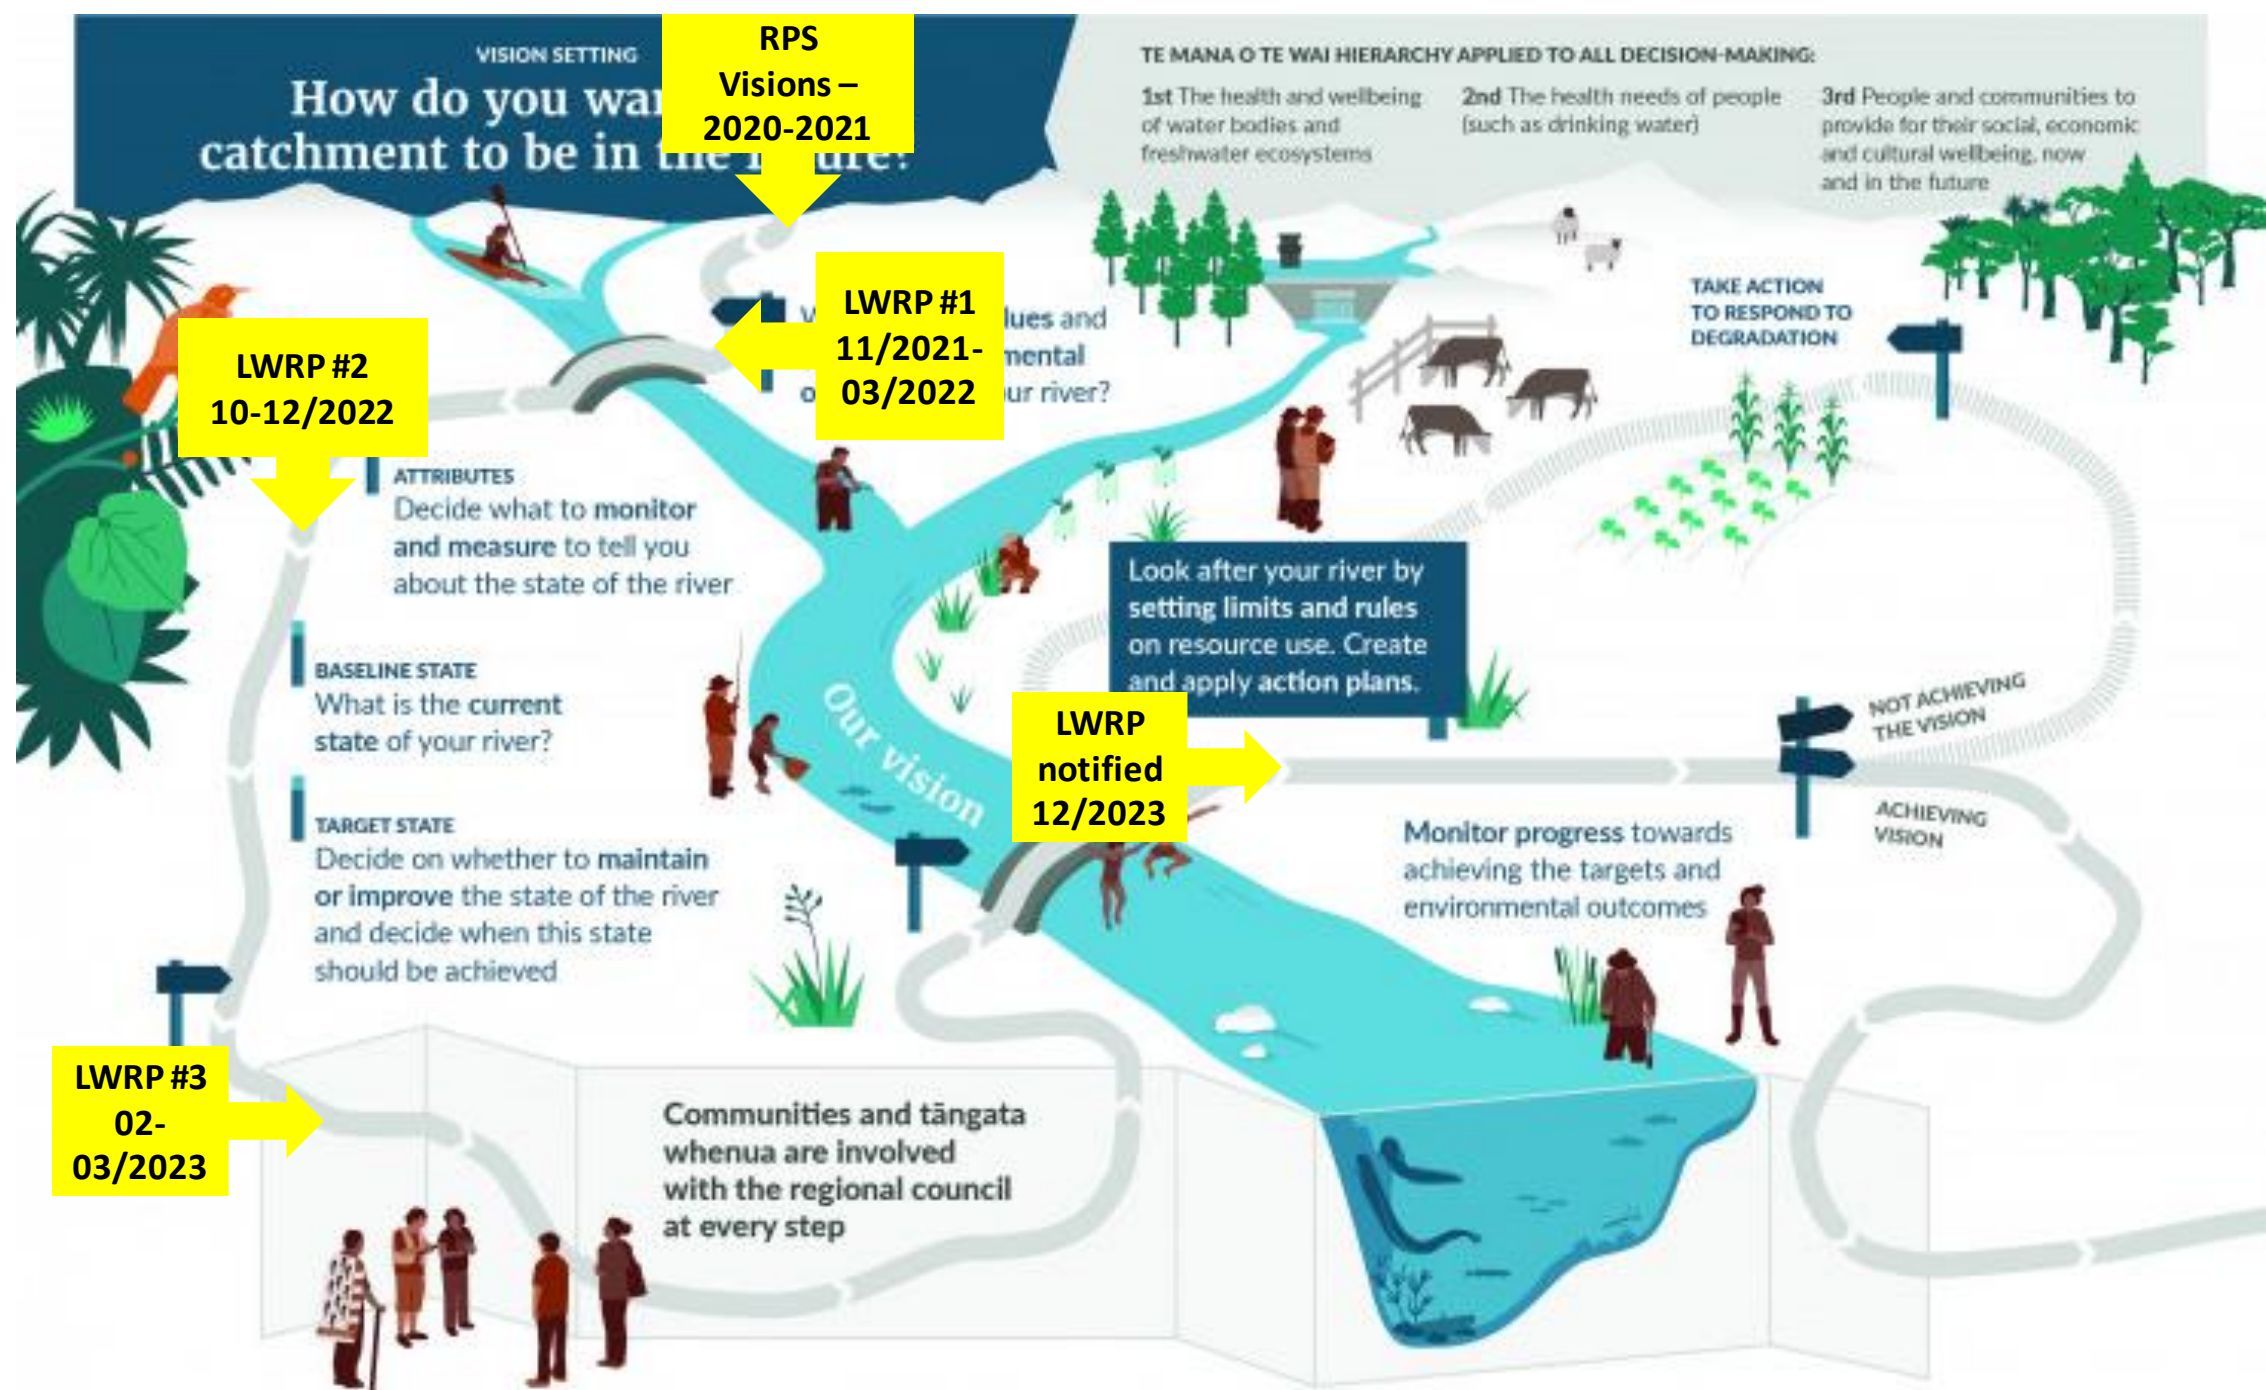 VISION SETTING
How do you wa
catchment to be in the
RPS
Visions –
2020-2021
TE MANA O TE WAI HIERARCHY APPLIED TO ALL DECISION-MAKING:
1st The health and wellbeing
of water bodies and
freshwater ecosystems
2nd The health needs of people
(such as drinking water)
3rd People and communities to
provide for their social, economic
and cultural wellbeing, now
and in the future
LWRP #1
11/2021-
03/2022
lues and
mental
ur river?
TAKE ACTION
TO RESPOND TO
DEGRADATION
LWRP #2
10-12/2022
ATTRIBUTES
Decide what to monitor
and measure to tell you
about the state of the river
BASELINE STATE
What is the current
state of your river?
TARGET STATE
Decide on whether to maintain
or improve the state of the river
and decide when this state
should be achieved
Our vision
Look after your river by
setting limits and rules
on resource use. Create
and apply action plans.
LWRP
notified
12/2023
NOT ACHIEVING
THE VISION
ACHIEVING
VISION
Monitor progress towards
achieving the targets and
environmental outcomes
LWRP #3
02-
03/2023
Communities and tāngata
whenua are involved
with the regional council
at every step